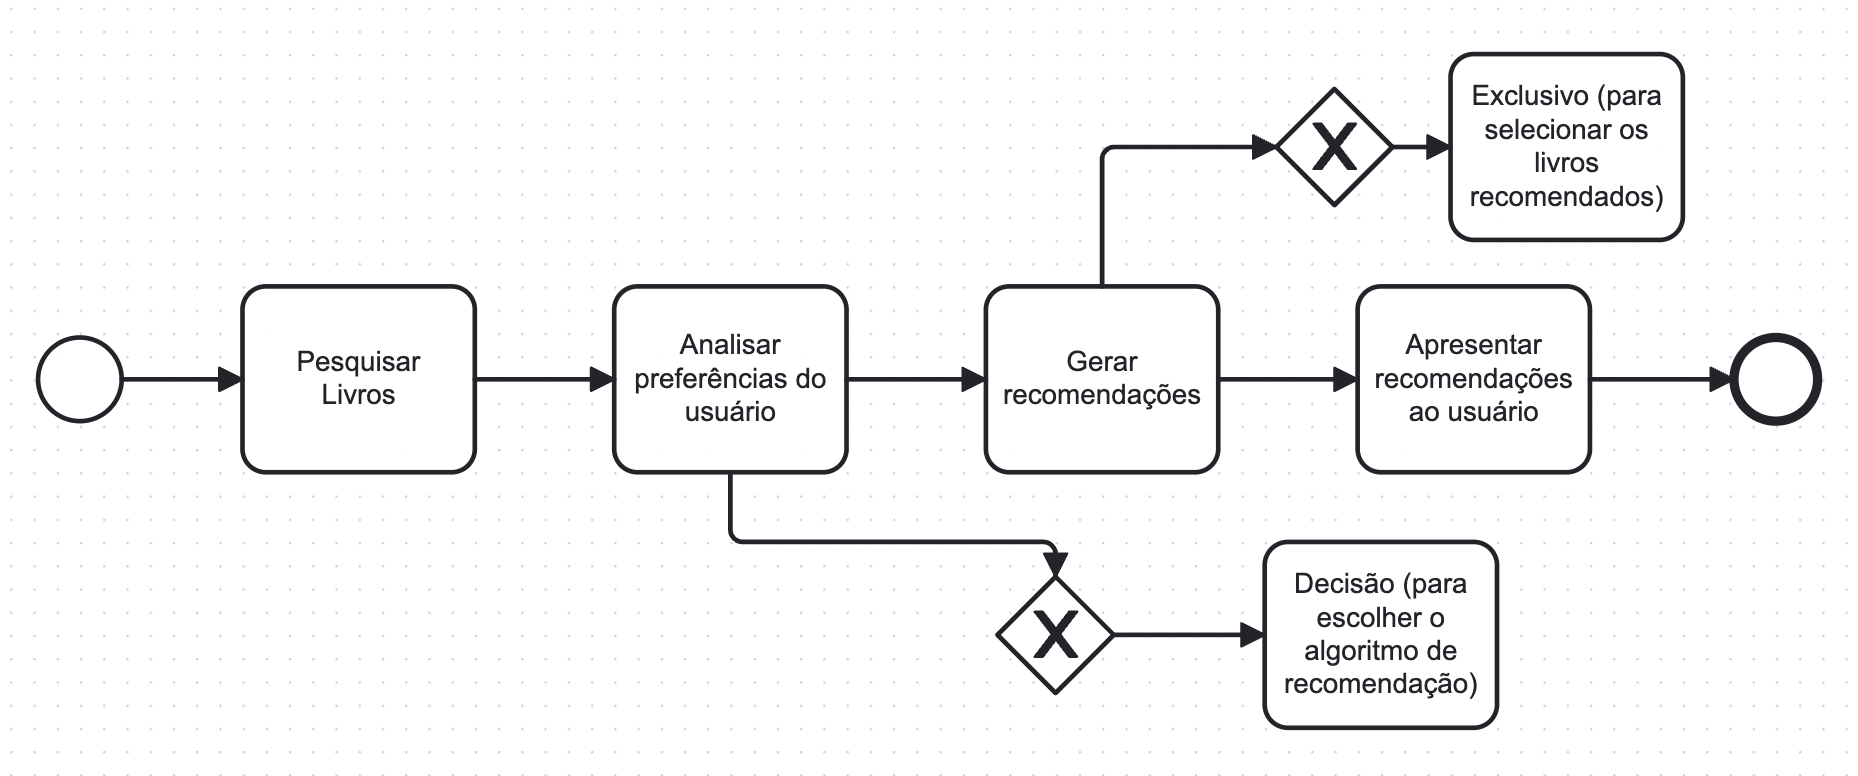 Exclusivo (para
selecionar os
livros
recomendados)
Pesquisar
Livros
Analisar
preferências do
usuário
Gerar
recomendações
Apresentar
recomendações
ao usuário
Decisão (para
escolher o
algoritmo de
recomendação)